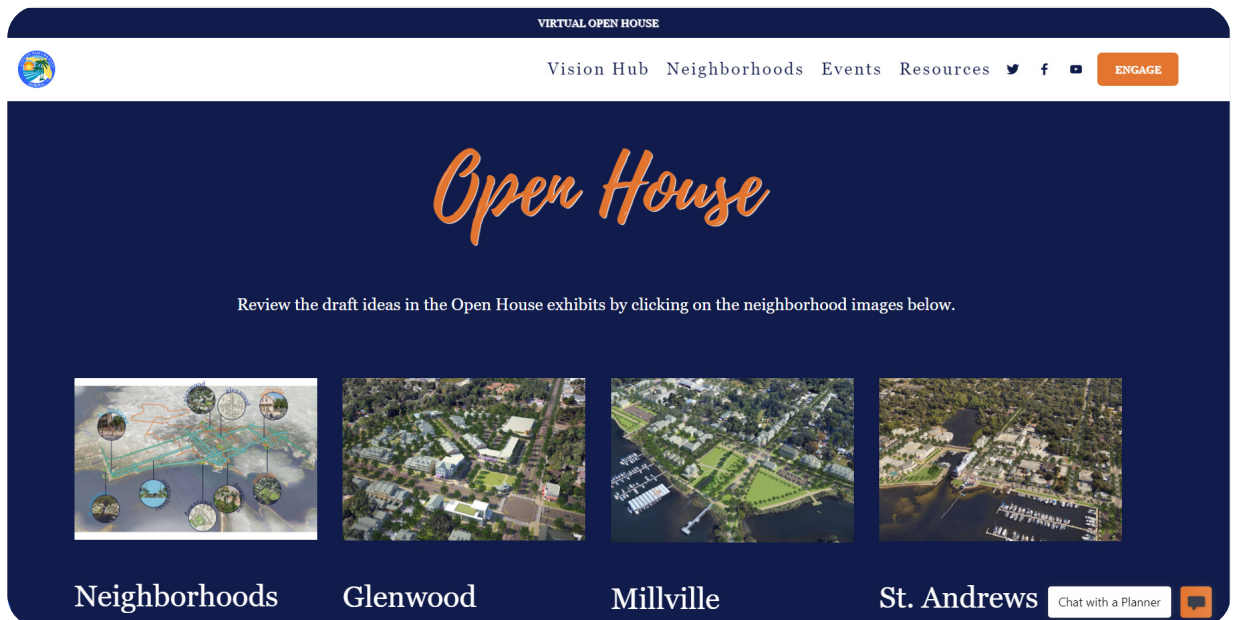 VIRTUAL OPEN HOUSE
Vision Hub Neighborhoods Events Resources ENGAGE
Open House
Review the draft ideas in the Open House exhibits by clicking on the neighborhood images below.
Neighborhoods Glenwood Millville St. Andrews
Chat with a Planner